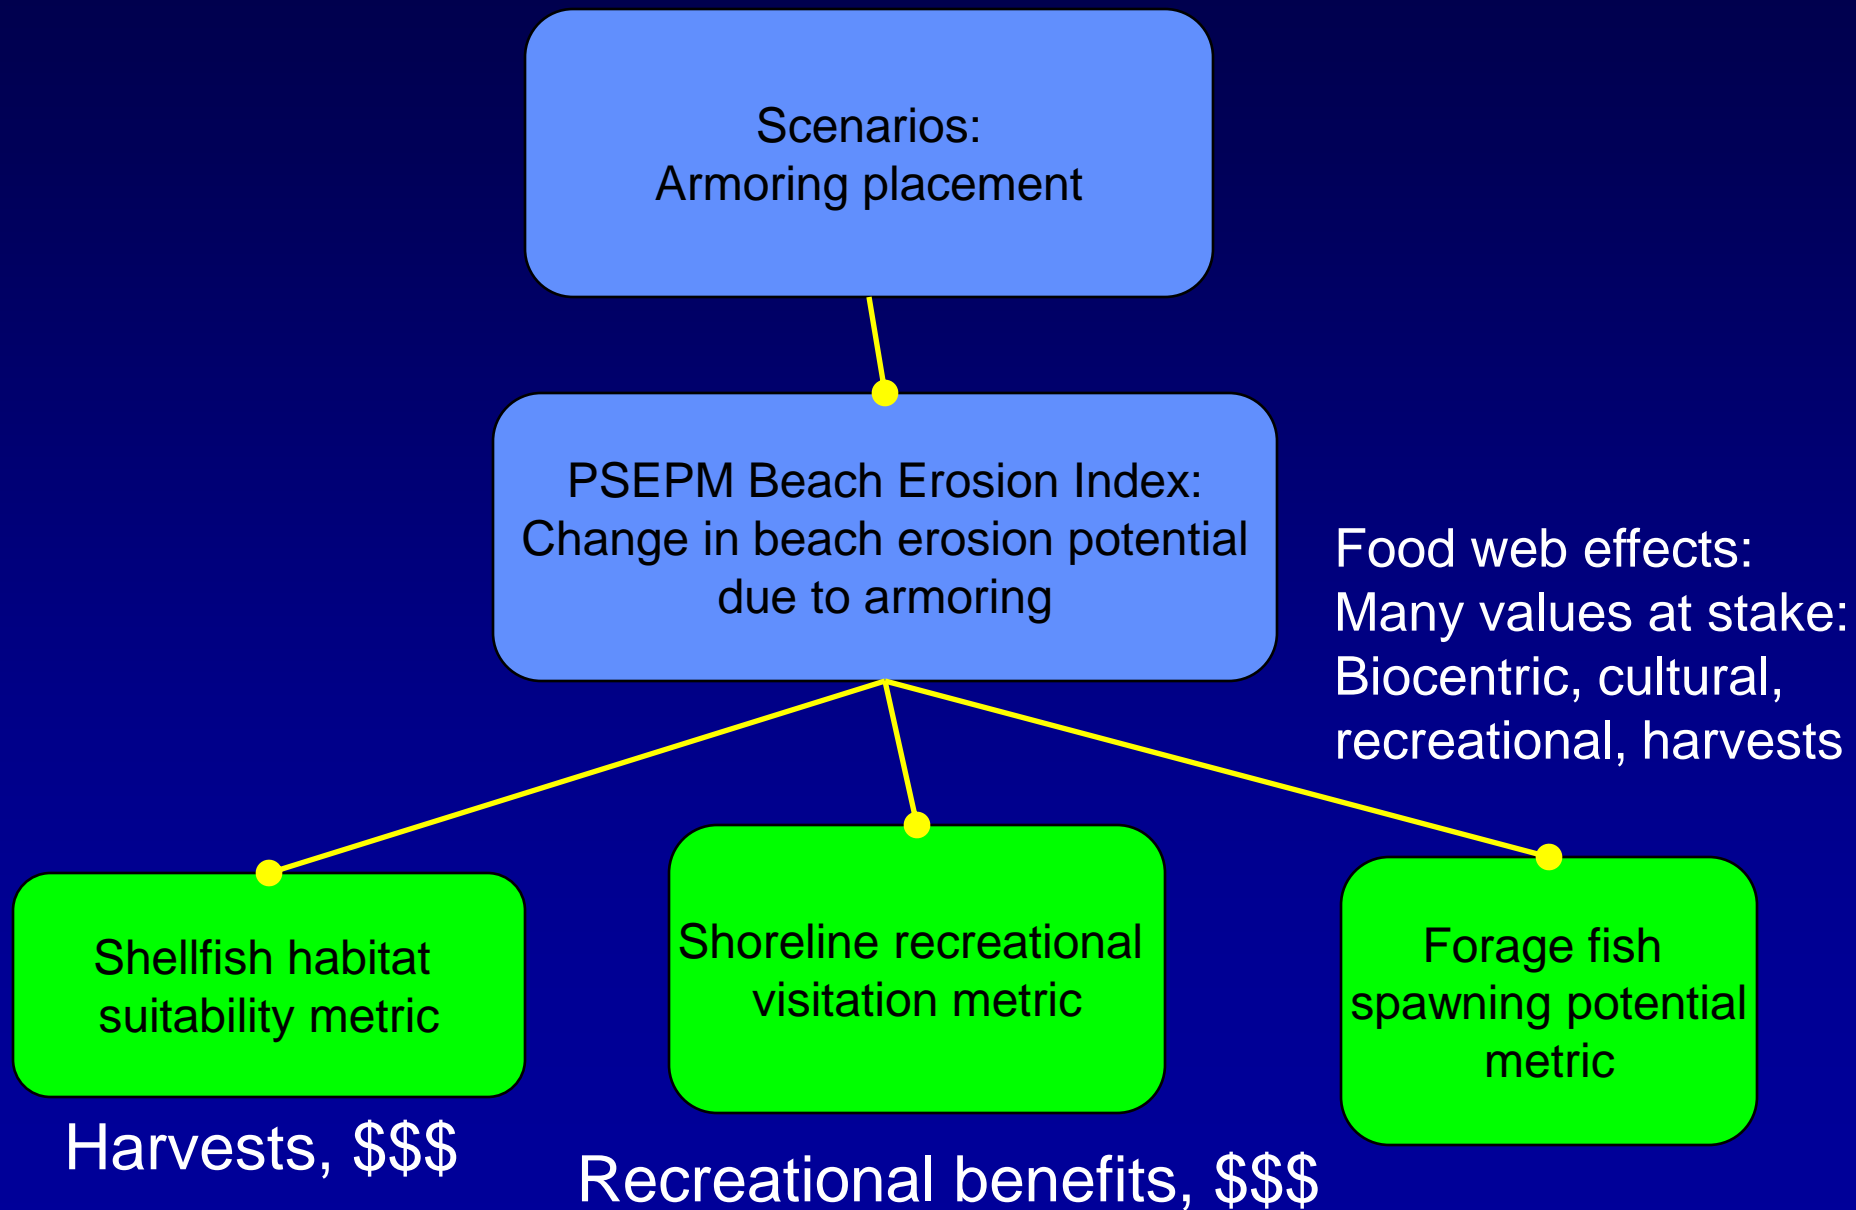 Scenarios:
Armoring placement
PSEPM Beach Erosion Index:
Change in beach erosion potential
due to armoring
Food web effects:
Many values at stake:
Biocentric, cultural,
recreational, harvests
Shellfish habitat
suitability metric
Shoreline recreational
visitation metric
Forage fish
spawning potential
metric
Harvests, $$$
Recreational benefits, $$$